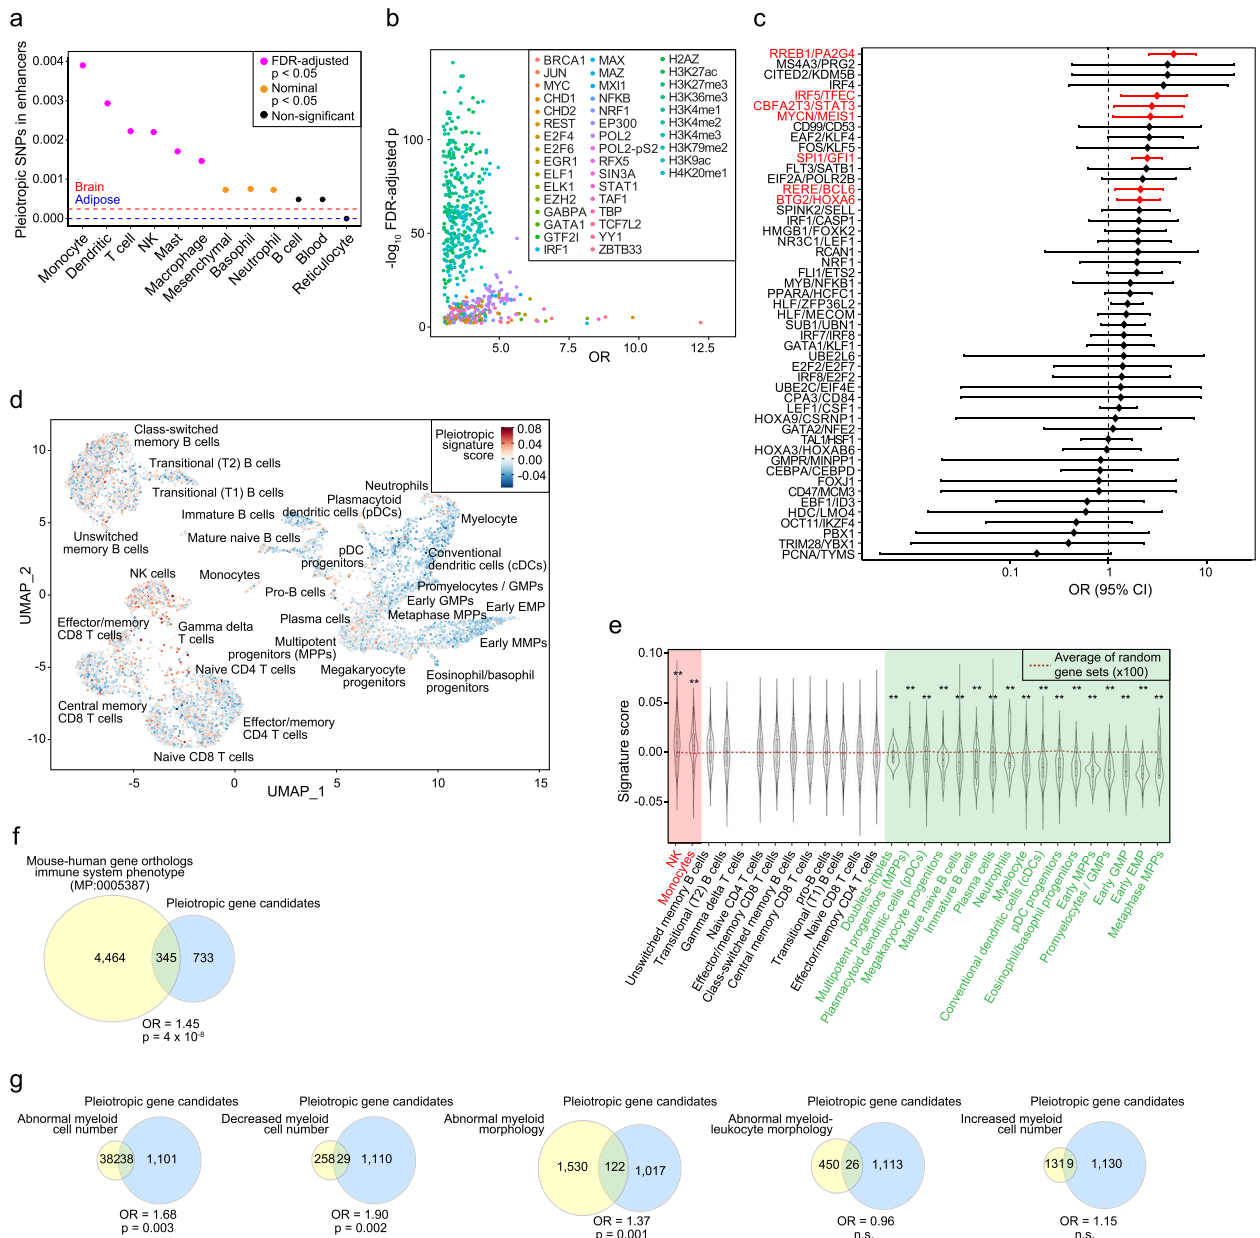 a
Pleiotropic SNPs in enhancers
0.004
0.003
0.002
0.001
0.000
FDR-adjusted
p < 0.05
Nominal
p < 0.05
Non-significant
Brain
Adipose
Monocyte
Dendritic
T cell
NK
Mast
Macrophage
Mesenchymal
Basophil
Neutrophil
B cell
Blood
Reticulocyte
b
-log10 FDR-adjusted p
100
50
0
5.0
7.5
10.0
12.5
OR
BRCA1
JUN
MYC
CHD1
CHD2
REST
E2F4
E2F6
EGR1
ELF1
ELK1
EZH2
GABPA
GATA1
GTF2I
IRF1
MAX
MAZ
MXI1
NFKB
NRF1
EP300
POL2
POL2-pS2
RFX5
SIN3A
STAT1
TAF1
TBP
TCF7L2
YY1
ZBTB33
H2AZ
H3K27ac
H3K27me3
H3K36me3
H3K4me1
H3K4me2
H3K4me3
H3K79me2
H3K9ac
H4K20me1
c
RREB1/PA2G4
MS4A3/PRG2
CITED2/KDM5B
IRF4
IRF5/TFEC
CBFA2T3/STAT3
MYCN/MEIS1
CD99/CD53
EAF2/KLF4
FOS/KLF5
SPI1/GFI1
FLT3/SATB1
EIF2A/POLR2B
RERE/BCL6
BTG2/HOXA6
SPINK2/SELL
IRF1/CASP1
HMGB1/FOXK2
NR3C1/LEF1
RCAN1
NRF1
FLI1/ETS2
MYB/NFKB1
PPARA/HCFC1
HLF/ZFP36L2
HLF/MECOM
SUB1/UBN1
IRF7/IRF8
GATA1/KLF1
UBE2L6
E2F2/E2F7
IRF8/E2F2
UBE2C/EIF4E
CPA3/CD84
LEF1/CSF1
HOXA9/CSRNP1
GATA2/NFE2
TAL1/HSF1
HOXA3/HOXAB6
GMPR/MINPP1
CEBPA/CEBPD
FOXJ1
CD47/MCM3
EBF1/ID3
HDC/LMO4
OCT11/IKZF4
PBX1
TRIM28/YBX1
PCNA/TYMS
0.1
1
10
OR (95% CI)
d
UMAP_2
10
5
0
-5
-10
-5
0
5
10
15
UMAP_1
Pleiotropic
signature
score
0.08
0.04
0.00
-0.04
Class-switched
memory B cells
Transitional (T2) B cells
Transitional (T1) B cells
Unswitched
memory B cells
Immature B cells
Mature naive B cells
Plasmacytoid
dendritic cells (pDCs)
Neutrophils
Myelocyte
pDC
progenitors
Conventional
dendritic cells (cDCs)
NK cells
Monocytes
Pro-B cells
Promyelocytes / GMPs
Early GMPs
Metaphase MPPs
Early EMP
Plasma cells
Early MMPs
Effector/memory
CD8 T cells
Gamma delta
T cells
Multipotent
progenitors (MPPs)
Naive CD4 T cells
Megakaryocyte
progenitors
Eosinophil/basophil
progenitors
Central memory
CD8 T cells
Effector/memory
CD4 T cells
Naive CD8 T cells
e
Signature score
0.10
0.05
0.00
-0.05
Average of random
gene sets (x100)
** ** ** ** ** ** ** ** ** ** ** ** ** ** ** ** ** ** **
NK
Monocytes
Unswitched memory B cells
Transitional (T2) B cells
Gamma delta T cells
Naive CD4 T cells
Effector/memory CD8 T cells
Class-switched memory B cells
Central memory CD8 T cells
pro-B cells
Transitional (T1) B cells
Naive CD8 T cells
Effector/memory CD4 T cells
Doublets-triplets
Multipotent progenitors (MPPs)
Plasmacytoid dendritic cells (pDCs)
Megakaryocyte progenitors
Mature naive B cells
Immature B cells
Plasma cells
Neutrophils
Myelocyte
Conventional dendritic cells (cDCs)
pDC progenitors
Eosinophil/basophil progenitors
Early MPPs
Promyelocytes / GMPs
Early GMP
Early EMP
Metaphase MPPs
f
Mouse-human gene orthologs
immune system phenotype
(MP:0005387)
Pleiotropic gene candidates
4,464
345
733
OR = 1.45
p = 4 x 10-8
g
Pleiotropic gene candidates
Abnormal myeloid
cell number
38238
1,101
OR = 1.68
p = 0.003
Pleiotropic gene candidates
Decreased myeloid
cell number
258 29
1,110
OR = 1.90
p = 0.002
Pleiotropic gene candidates
Abnormal myeloid
morphology
1,530
122
1,017
OR = 1.37
p = 0.001
Pleiotropic gene candidates
Abnormal myeloid-
leukocyte morphology
450
26
1,113
OR = 0.96
n.s.
Pleiotropic gene candidates
Increased myeloid
cell number
131 9
1,130
OR = 1.15
n.s.